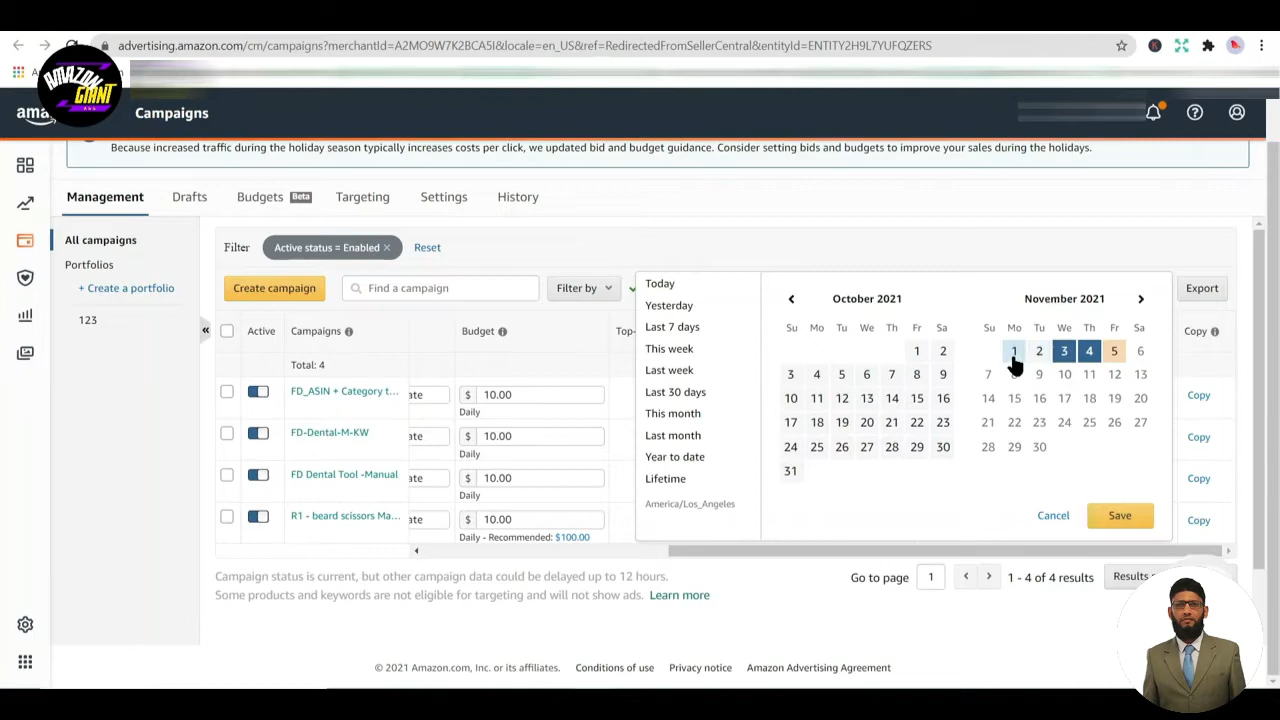 advertising.amazon.com/cm/campaigns?merchantId=A2MO9W7K2BCA5I&locale=en_US&ref=RedirectedFromSellerCentral&entityId=ENTITY2H9L7YUFQZERS
AMAZON
GIANT
Campaigns
Because increased traffic during the holiday season typically increases costs per click, we updated bid and budget guidance. Consider setting bids and budgets to improve your sales during the holidays.
Management Drafts Budgets Beta Targeting Settings History
All campaigns
Portfolios
+ Create a portfolio
123
Filter Active status = Enabled × Reset
Create campaign Find a campaign Filter by Export
Active Campaigns Budget Top- Copy
Total: 4
FD_ASIN + Category t... ate $ 10.00 Copy
Daily
FD-Dental-M-KW ate $ 10.00 Copy
Daily
FD Dental Tool -Manual ate $ 10.00 Copy
Daily
R1 - beard scissors Ma... ate $ 10.00 Copy
Daily - Recommended: $100.00
Today
Yesterday
Last 7 days
This week
Last week
Last 30 days
This month
Last month
Year to date
Lifetime
America/Los_Angeles
October 2021
Su Mo Tu We Th Fr Sa
1 2
3 4 5 6 7 8 9
10 11 12 13 14 15 16
17 18 19 20 21 22 23
24 25 26 27 28 29 30
31
November 2021
Su Mo Tu We Th Fr Sa
1 2 3 4 5 6
7 8 9 10 11 12 13
14 15 16 17 18 19 20
21 22 23 24 25 26 27
28 29 30
Cancel Save
Campaign status is current, but other campaign data could be delayed up to 12 hours.
Some products and keywords are not eligible for targeting and will not show ads. Learn more
Go to page 1 1 - 4 of 4 results Results
© 2021 Amazon.com, Inc. or its affiliates. Conditions of use Privacy notice Amazon Advertising Agreement